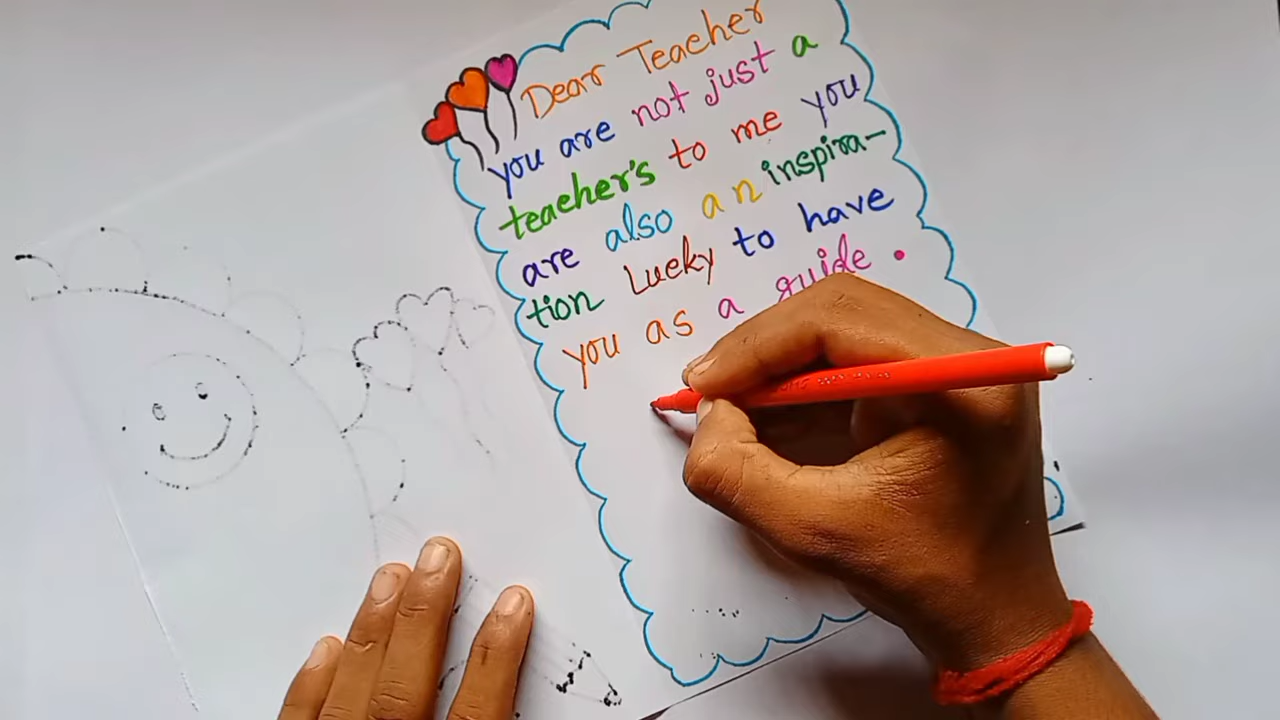 Dear Teacher
you are not just a
teacher's to me you
are also an inspira-
tion Lucky to have
you as a guide.